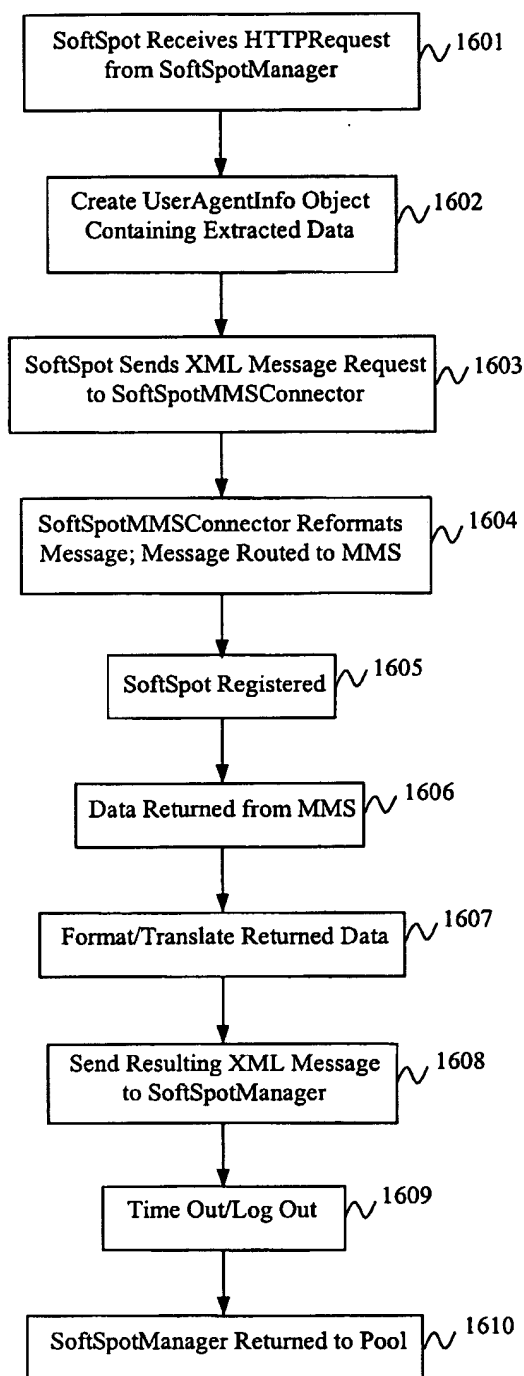 SoftSpot Receives HTTPRequest
from SoftSpotManager
1601
Create UserAgentInfo Object
Containing Extracted Data
1602
SoftSpot Sends XML Message Request
to SoftSpotMMSConnector
1603
SoftSpotMMSConnector Reformats
Message; Message Routed to MMS
1604
SoftSpot Registered
1605
Data Returned from MMS
1606
Format/Translate Returned Data
1607
Send Resulting XML Message
to SoftSpotManager
1608
Time Out/Log Out
1609
SoftSpotManager Returned to Pool
1610